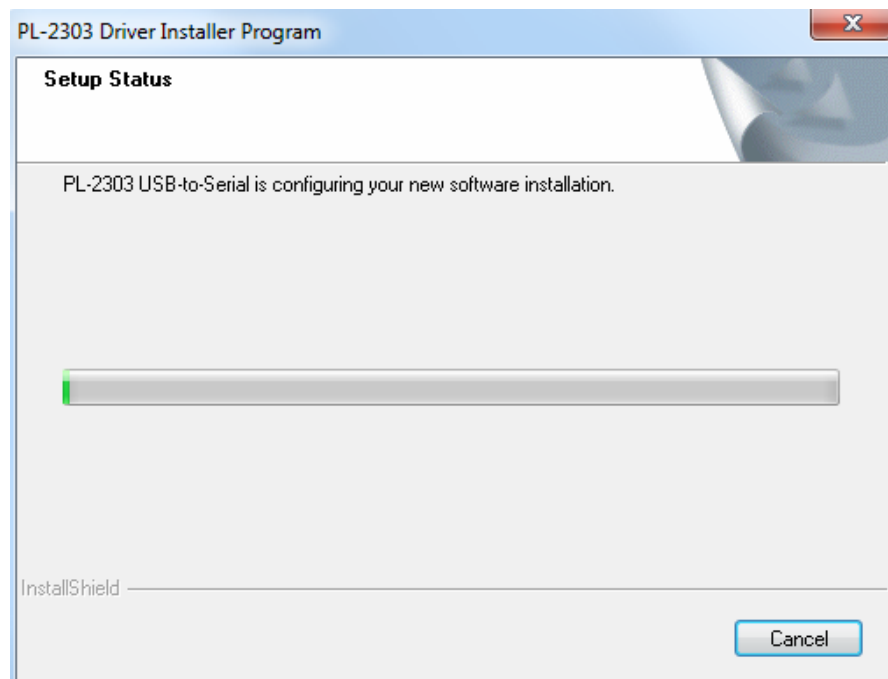 PL-2303 Driver Installer Program
Setup Status
PL-2303 USB-to-Serial is configuring your new software installation.
InstallShield
Cancel